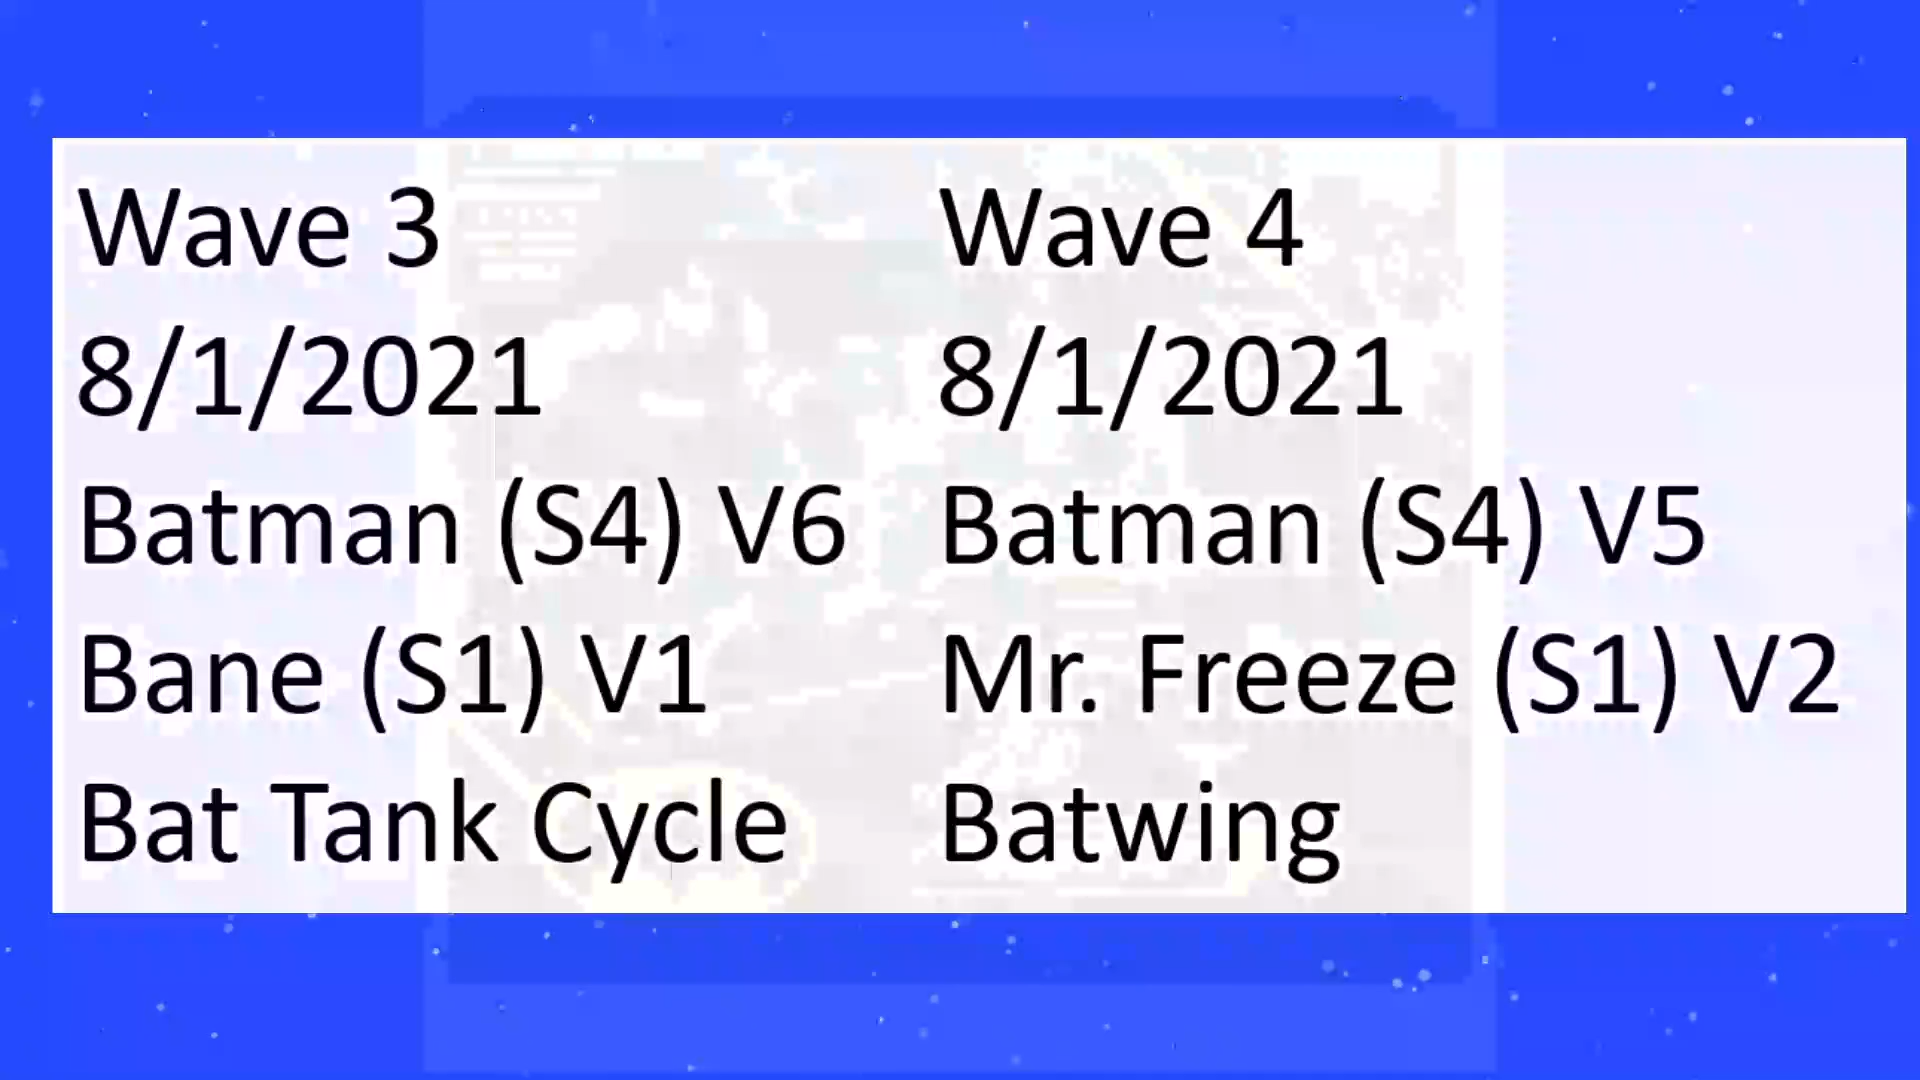 Wave 3
8/1/2021
Batman (S4) V6
Bane (S1) V1
Bat Tank Cycle
Wave 4
8/1/2021
Batman (S4) V5
Mr. Freeze (S1) V2
Batwing